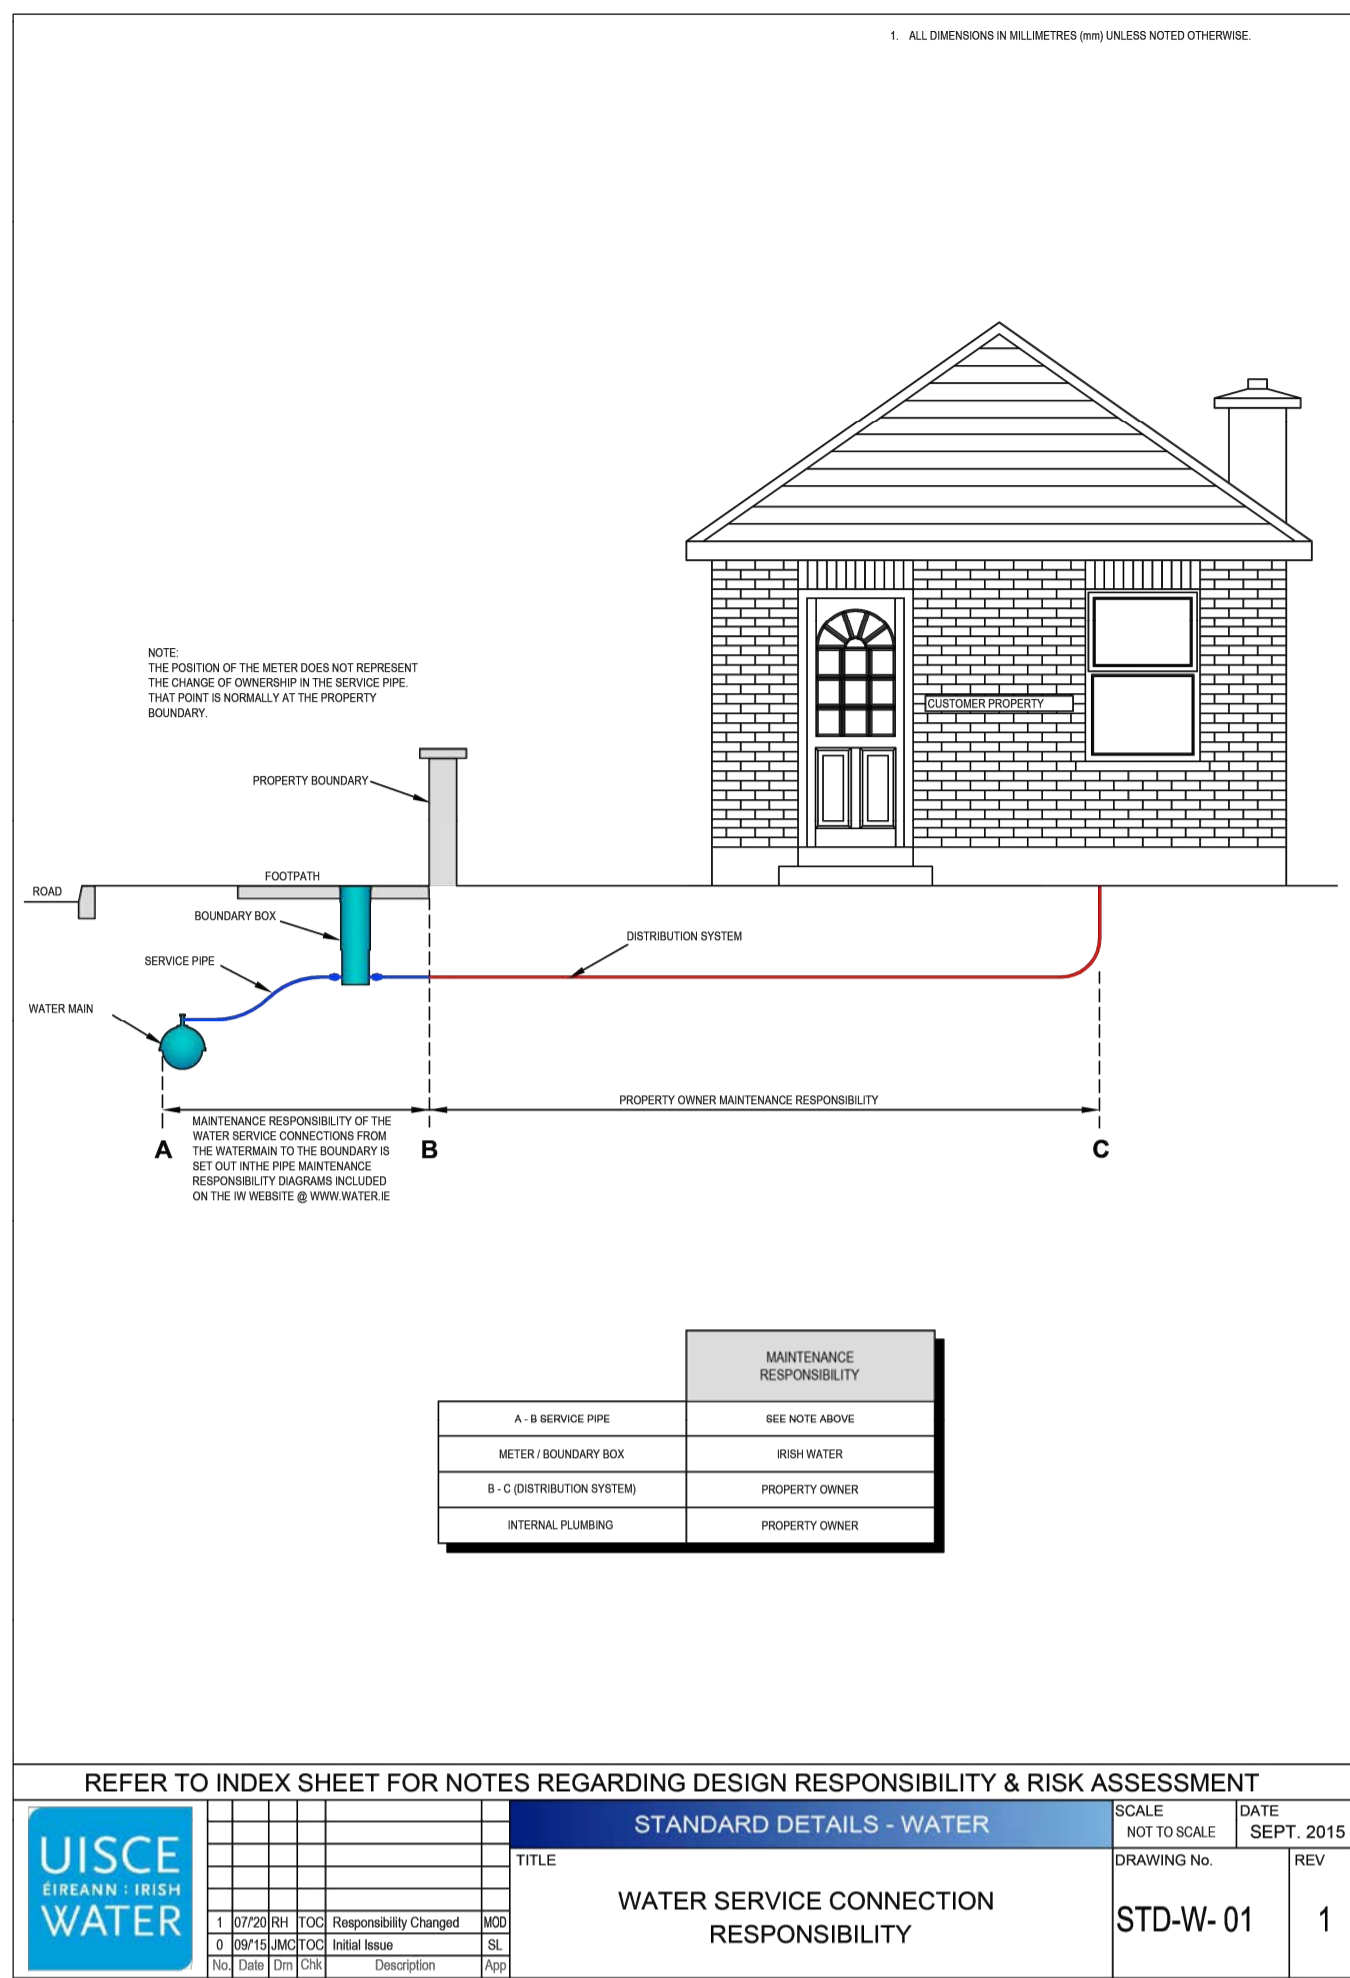 1. ALL DIMENSIONS IN MILLIMETRES (mm) UNLESS NOTED OTHERWISE.
NOTE:
THE POSITION OF THE METER DOES NOT REPRESENT
THE CHANGE OF OWNERSHIP IN THE SERVICE PIPE.
THAT POINT IS NORMALLY AT THE PROPERTY
BOUNDARY.
CUSTOMER PROPERTY
PROPERTY BOUNDARY
FOOTPATH
ROAD
BOUNDARY BOX
DISTRIBUTION SYSTEM
SERVICE PIPE
WATER MAIN
PROPERTY OWNER MAINTENANCE RESPONSIBILITY
A
B
C
MAINTENANCE RESPONSIBILITY OF THE
WATER SERVICE CONNECTIONS FROM
THE WATERMAIN TO THE BOUNDARY IS
SET OUT INTHE PIPE MAINTENANCE
RESPONSIBILITY DIAGRAMS INCLUDED
ON THE IW WEBSITE @ WWW.WATER.IE
MAINTENANCE
RESPONSIBILITY
A - B SERVICE PIPE SEE NOTE ABOVE
METER / BOUNDARY BOX IRISH WATER
B - C (DISTRIBUTION SYSTEM) PROPERTY OWNER
INTERNAL PLUMBING PROPERTY OWNER
REFER TO INDEX SHEET FOR NOTES REGARDING DESIGN RESPONSIBILITY & RISK ASSESSMENT
UISCE
ÉIREANN : IRISH
WATER
1 07/'20 RH TOC Responsibility Changed MOD
0 09/'15 JMC TOC Initial Issue SL
No. Date Drn Chk Description App
STANDARD DETAILS - WATER
TITLE
WATER SERVICE CONNECTION
RESPONSIBILITY
SCALE
NOT TO SCALE
DATE
SEPT. 2015
DRAWING No.
STD-W- 01
REV
1